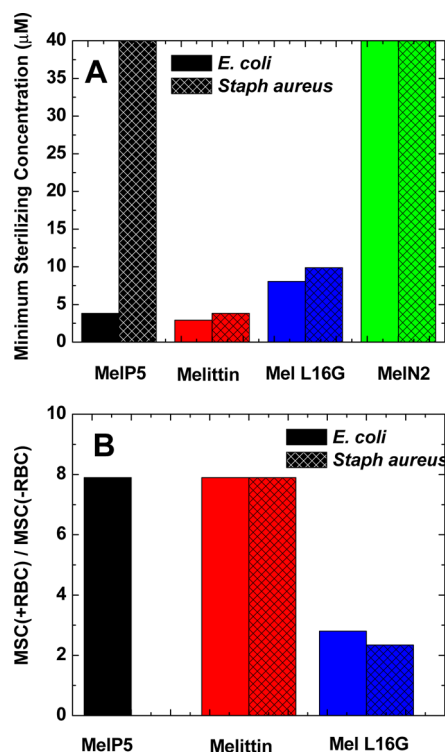 Minimum Sterilizing Concentration (μM)
40
35
30
25
20
15
10
5
0
A
E. coli
Staph aureus
MelP5 Melittin Mel L16G MelN2
MSC(+RBC) / MSC(-RBC)
10
8
6
4
2
0
B
E. coli
Staph aureus
MelP5 Melittin Mel L16G